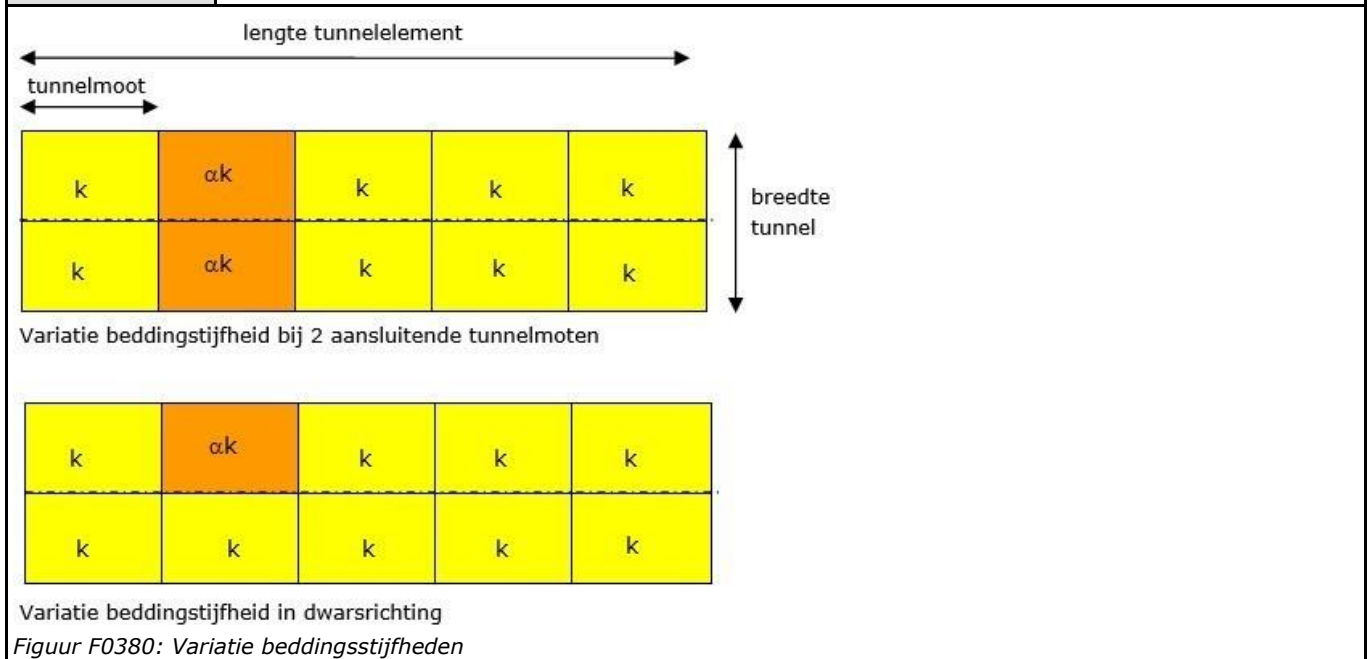 lengte tunnelelement
tunnelmoot
k αk k k k
breedte
tunnel
k αk k k k
Variatie beddingstijfheid bij 2 aansluitende tunnelmoten
k αk k k k
k k k k k
Variatie beddingstijfheid in dwarsrichting
Figuur F0380: Variatie beddingsstijfheden